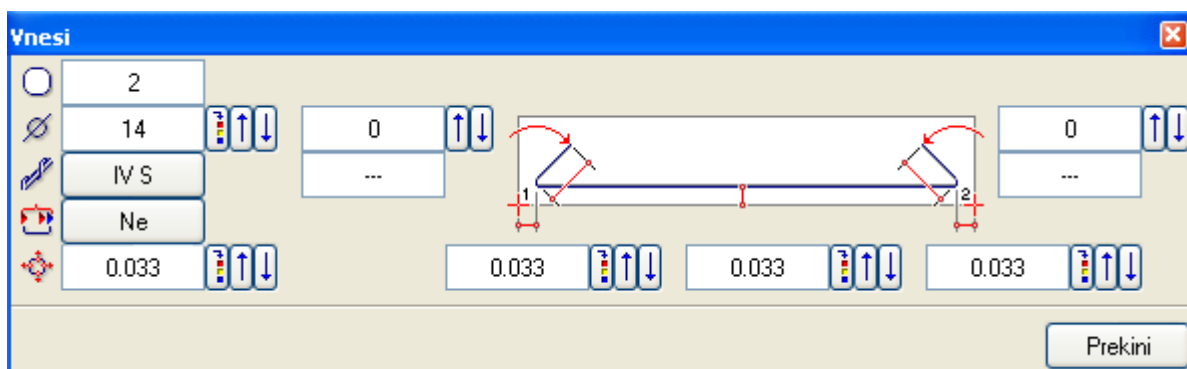 Vnesi
2
14 0 0
IV S --- ---
1 2
Ne
0.033 0.033 0.033 0.033
Prekini